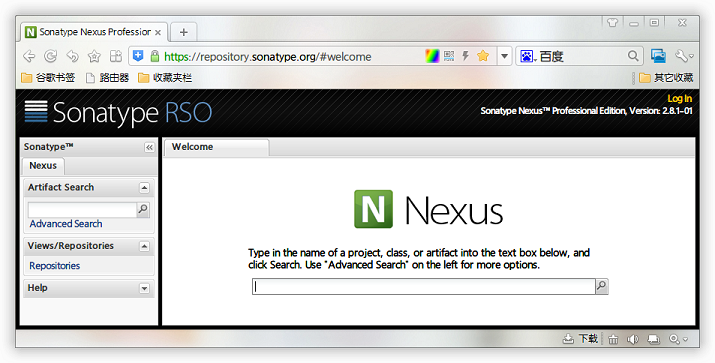 Sonatype Nexus Profession
https://repository.sonatype.org/#welcome
百度
谷歌书签 路由器 收藏夹栏 其它收藏
Sonatype RSO
Log In
Sonatype Nexus™ Professional Edition, Version: 2.8.1-01
Sonatype™
Welcome
Nexus
Artifact Search
Advanced Search
Views/Repositories
Repositories
Help
N Nexus
Type in the name of a project, class, or artifact into the text box below, and
click Search. Use "Advanced Search" on the left for more options.
下载